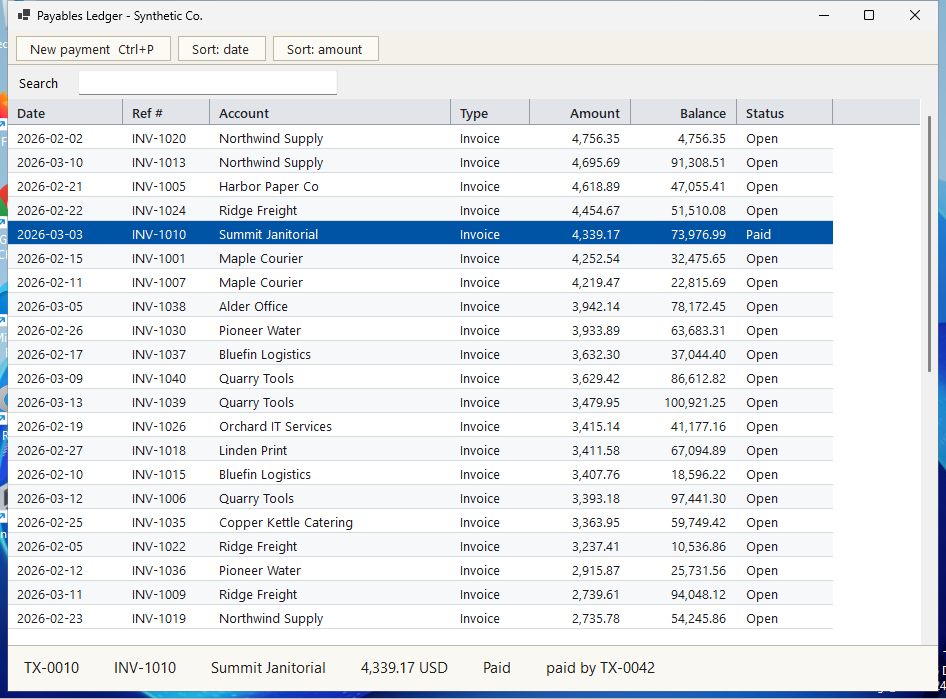 Payables Ledger - Synthetic Co.
New payment Ctrl+P Sort: date Sort: amount
Search
Date Ref # Account Type Amount Balance Status
2026-02-02 INV-1020 Northwind Supply Invoice 4,756.35 4,756.35 Open
2026-03-10 INV-1013 Northwind Supply Invoice 4,695.69 91,308.51 Open
2026-02-21 INV-1005 Harbor Paper Co Invoice 4,618.89 47,055.41 Open
2026-02-22 INV-1024 Ridge Freight Invoice 4,454.67 51,510.08 Open
2026-03-03 INV-1010 Summit Janitorial Invoice 4,339.17 73,976.99 Paid
2026-02-15 INV-1001 Maple Courier Invoice 4,252.54 32,475.65 Open
2026-02-11 INV-1007 Maple Courier Invoice 4,219.47 22,815.69 Open
2026-03-05 INV-1038 Alder Office Invoice 3,942.14 78,172.45 Open
2026-02-26 INV-1030 Pioneer Water Invoice 3,933.89 63,683.31 Open
2026-02-17 INV-1037 Bluefin Logistics Invoice 3,632.30 37,044.40 Open
2026-03-09 INV-1040 Quarry Tools Invoice 3,629.42 86,612.82 Open
2026-03-13 INV-1039 Quarry Tools Invoice 3,479.95 100,921.25 Open
2026-02-19 INV-1026 Orchard IT Services Invoice 3,415.14 41,177.16 Open
2026-02-27 INV-1018 Linden Print Invoice 3,411.58 67,094.89 Open
2026-02-10 INV-1015 Bluefin Logistics Invoice 3,407.76 18,596.22 Open
2026-03-12 INV-1006 Quarry Tools Invoice 3,393.18 97,441.30 Open
2026-02-25 INV-1035 Copper Kettle Catering Invoice 3,363.95 59,749.42 Open
2026-02-05 INV-1022 Ridge Freight Invoice 3,237.41 10,536.86 Open
2026-02-12 INV-1036 Pioneer Water Invoice 2,915.87 25,731.56 Open
2026-03-11 INV-1009 Ridge Freight Invoice 2,739.61 94,048.12 Open
2026-02-23 INV-1019 Northwind Supply Invoice 2,735.78 54,245.86 Open
TX-0010 INV-1010 Summit Janitorial 4,339.17 USD Paid paid by TX-0042